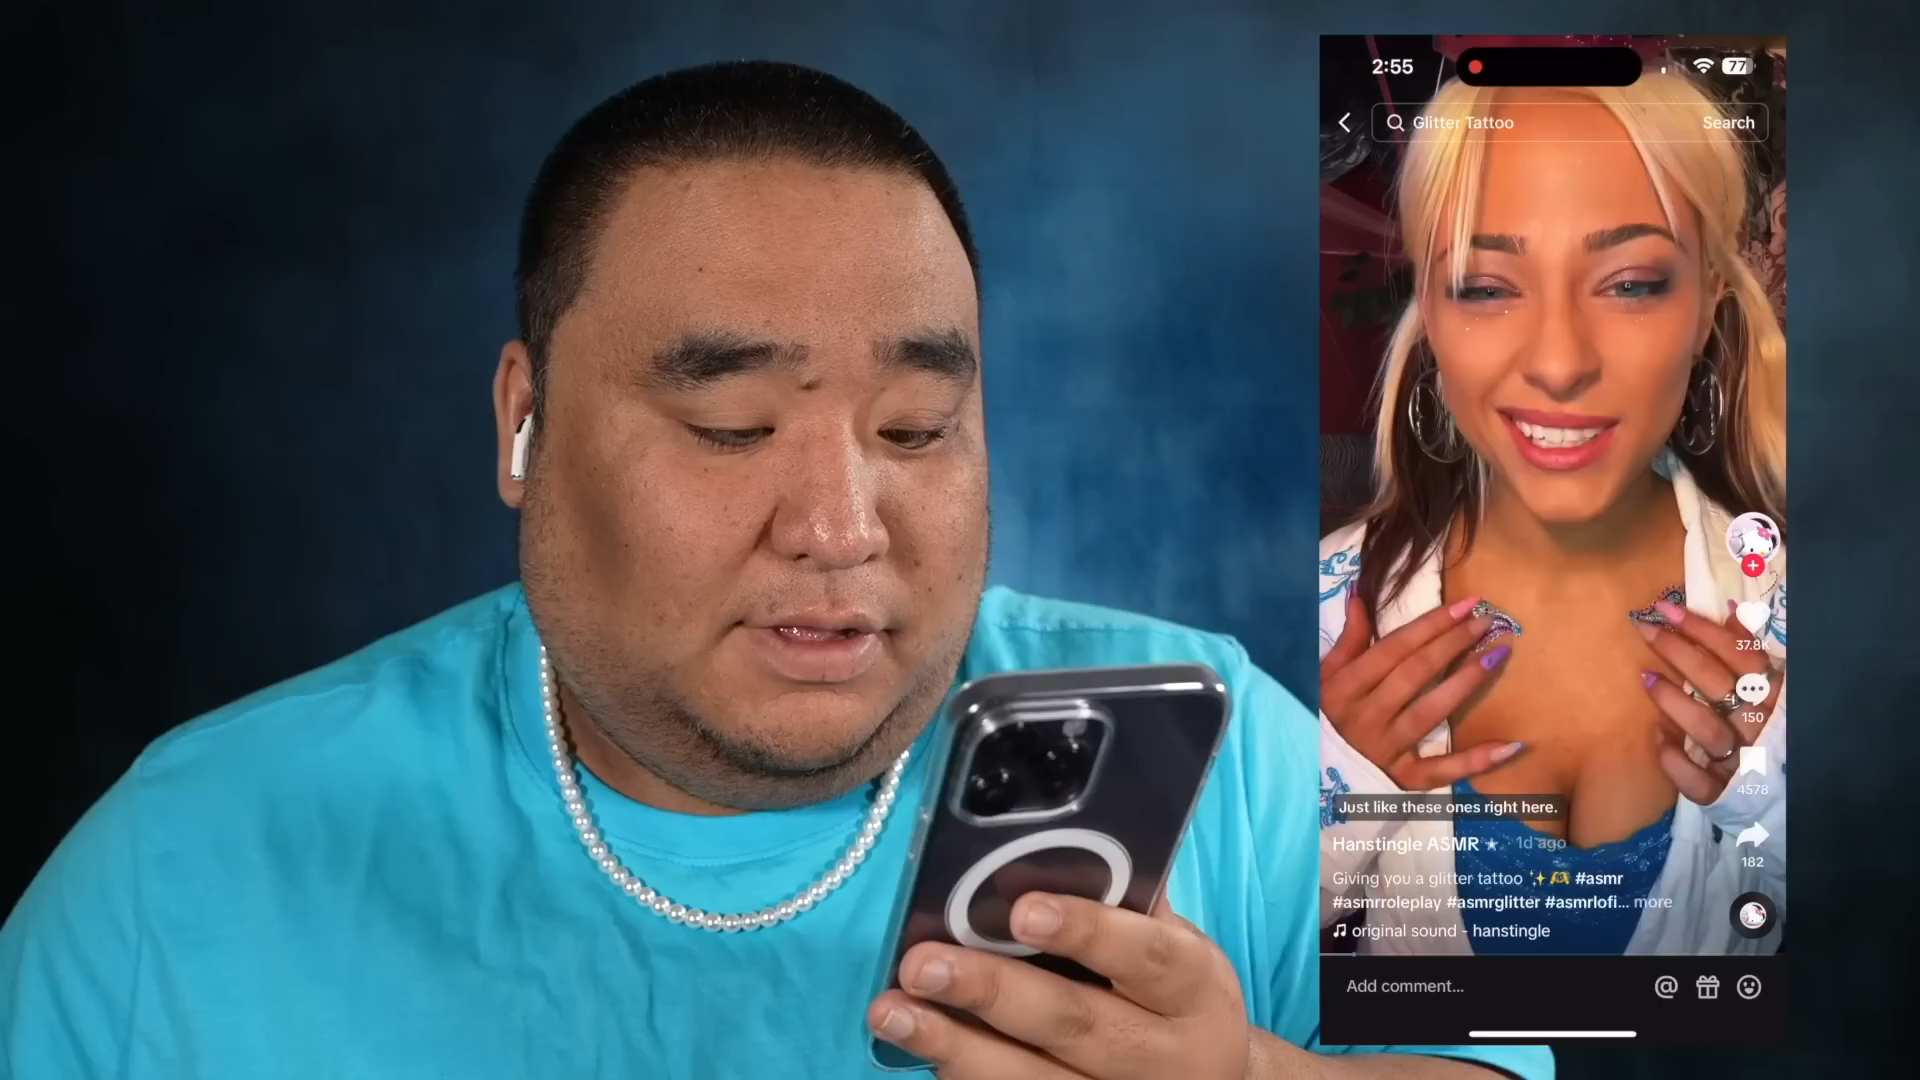 2:55
77
Glitter Tattoo
Search
37.8K
150
4578
182
Just like these ones right here.
Hanstingle ASMR · 1d ago
Giving you a glitter tattoo ✨🫶 #asmr
#asmrroleplay #asmrglitter #asmrlofi... more
original sound - hanstingle
Add comment...
@